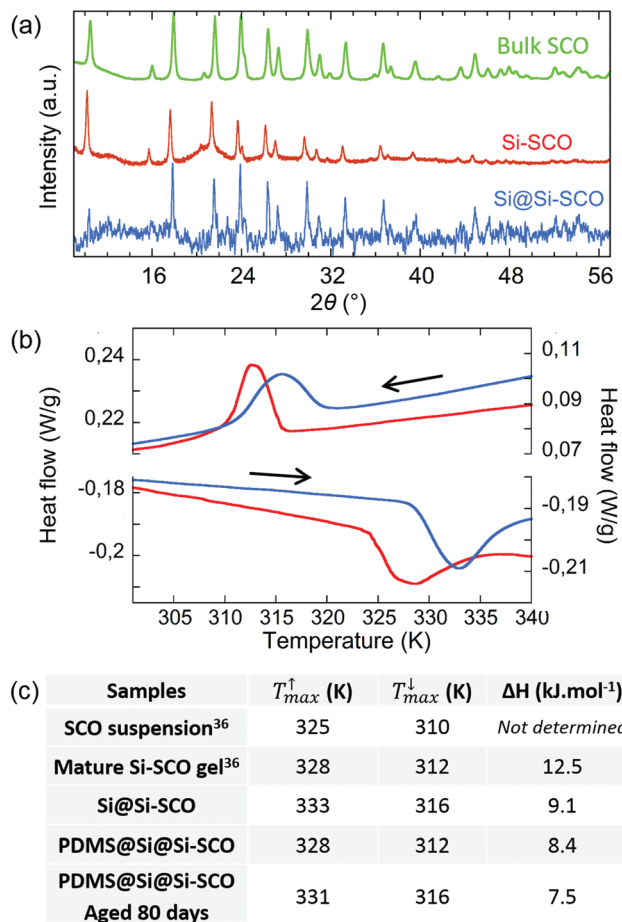 (a)
Bulk SCO
Si-SCO
Si@Si-SCO
Intensity (a.u.)
16 24 32 40 48 56
2θ (°)
(b)
0,24
0,22
-0,18
-0,2
Heat flow (W/g)
Heat flow (W/g)
0,11
0,09
0,07
-0,19
-0,21
Heat flow (W/g)
305 310 315 320 325 330 335 340
Temperature (K)
(c)
Samples T↑max (K) T↓max (K) ΔH (kJ.mol-1)
SCO suspension36 325 310 Not determined
Mature Si-SCO gel36 328 312 12.5
Si@Si-SCO 333 316 9.1
PDMS@Si@Si-SCO 328 312 8.4
PDMS@Si@Si-SCO
Aged 80 days 331 316 7.5